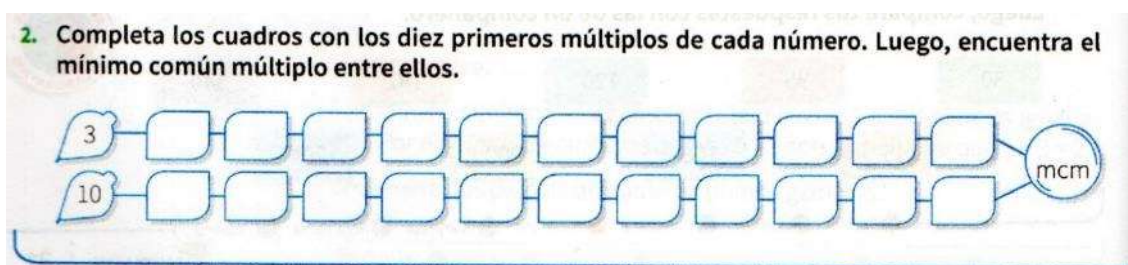 2. Completa los cuadros con los diez primeros múltiplos de cada número. Luego, encuentra el
mínimo común múltiplo entre ellos.
3
mcm
10